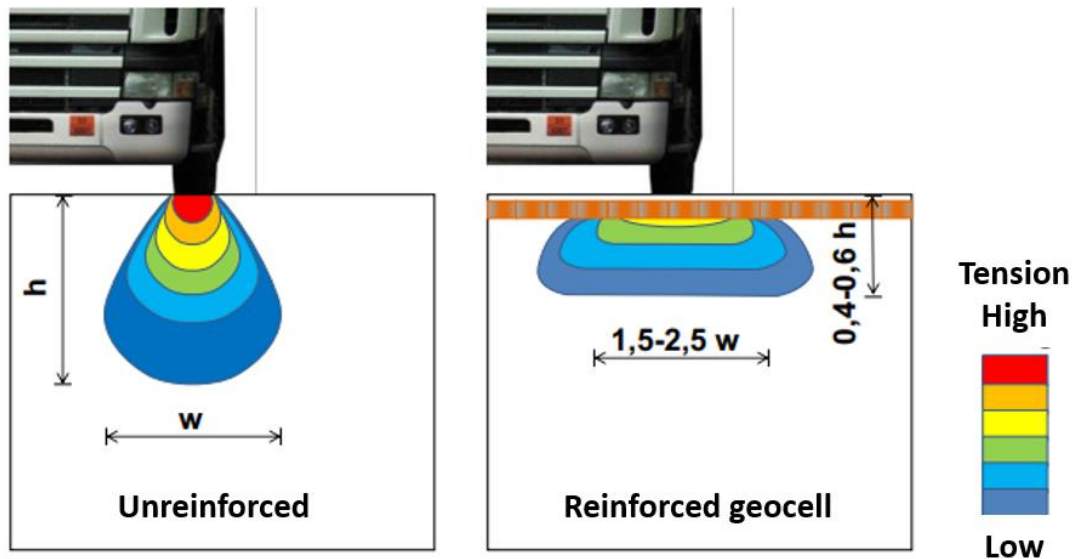 h
w
Unreinforced
0,4-0,6 h
1,5-2,5 w
Reinforced geocell
Tension
High
Low